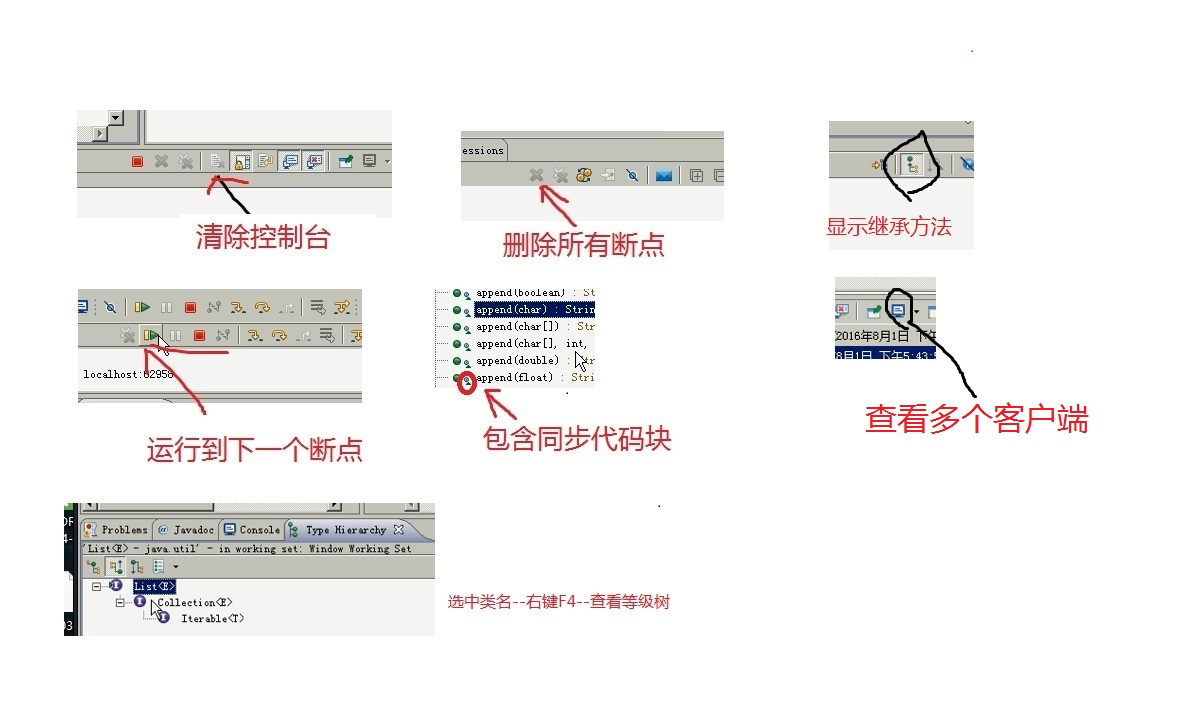 essions
清除控制台
删除所有断点
显示继承方法
localhost:62958
运行到下一个断点
append(boolean) : St
append(char) : Strin
append(char[]) : Str
append(char[], int,
append(double) : Str
append(float) : Stri
包含同步代码块
2016年8月1日 下午
8月1日 下午5:43:5
查看多个客户端
Problems @ Javadoc Console Type Hierarchy
'List<E> - java.util' - in working set: Window Working Set
List<E>
Collection<E>
Iterable<T>
选中类名--右键F4--查看等级树